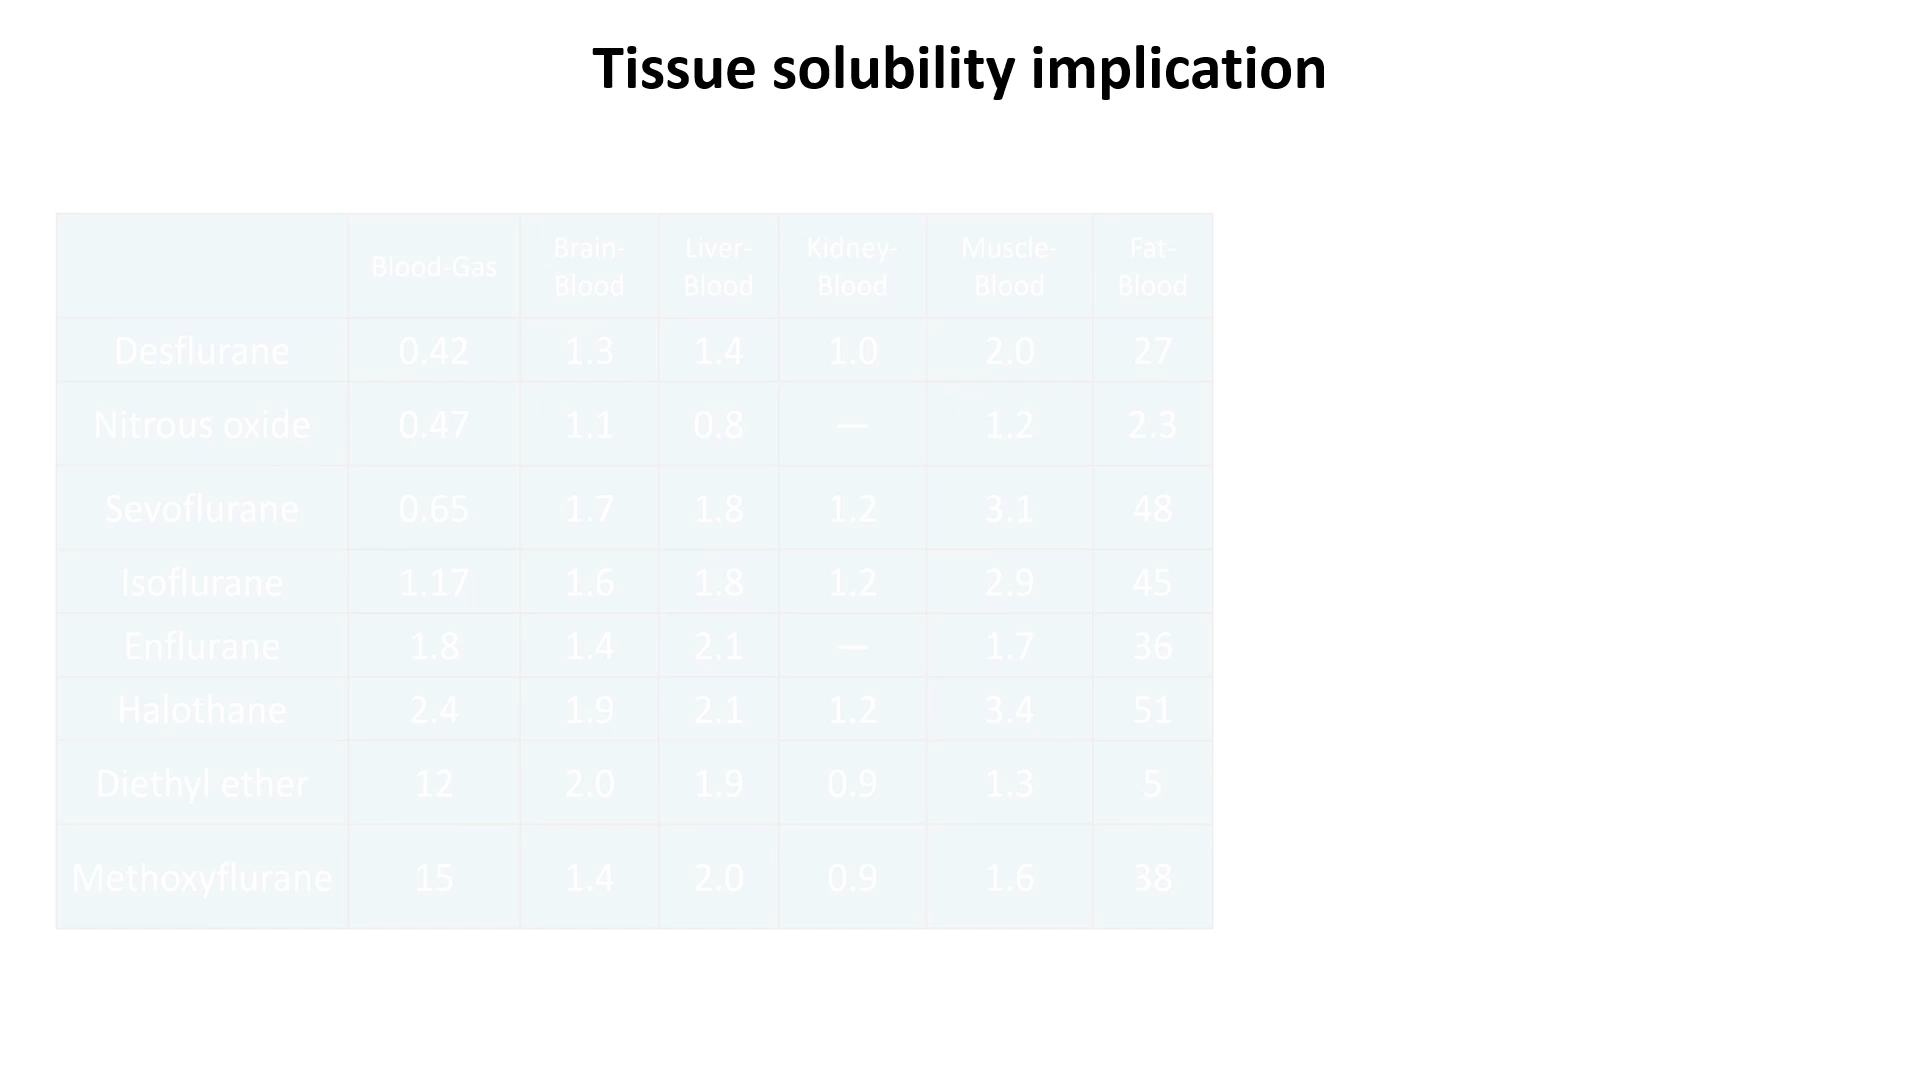 Tissue solubility implication
Blood-Gas Brain-Blood Liver-Blood Kidney-Blood Muscle-Blood Fat-Blood
Desflurane 0.42 1.3 1.4 1.0 2.0 27
Nitrous oxide 0.47 1.1 0.8 — 1.2 2.3
Sevoflurane 0.65 1.7 1.8 1.2 3.1 48
Isoflurane 1.17 1.6 1.8 1.2 2.9 45
Enflurane 1.8 1.4 2.1 — 1.7 36
Halothane 2.4 1.9 2.1 1.2 3.4 51
Diethyl ether 12 2.0 1.9 0.9 1.3 5
Methoxyflurane 15 1.4 2.0 0.9 1.6 38